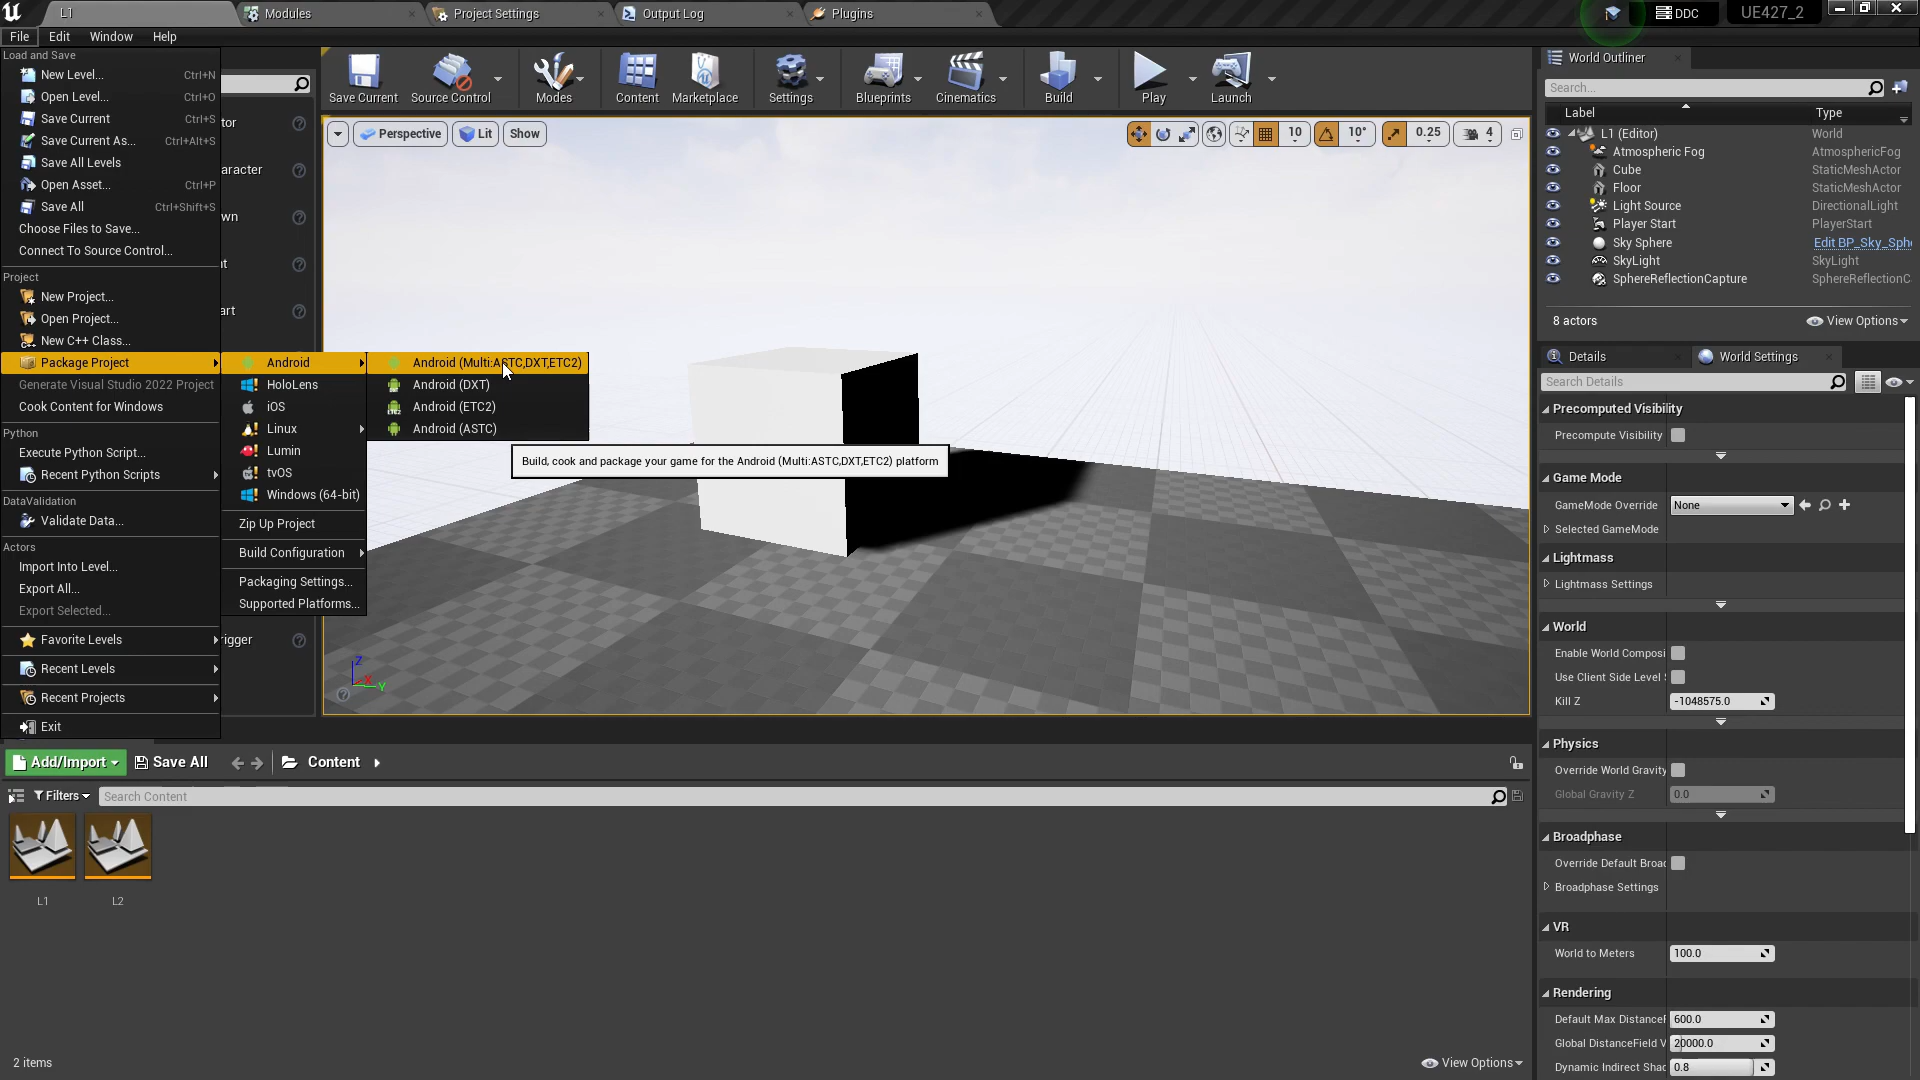 L1
Modules
Project Settings
Output Log
Plugins
DDC
UE427_2
File Edit Window Help
Load and Save
New Level... Ctrl+N
Open Level... Ctrl+O
Save Current Ctrl+S
Save Current As... Ctrl+Alt+S
Save All Levels
Open Asset... Ctrl+P
Save All Ctrl+Shift+S
Choose Files to Save...
Connect To Source Control...
Project
New Project...
Open Project...
New C++ Class...
Package Project
Generate Visual Studio 2022 Project
Cook Content for Windows
Python
Execute Python Script...
Recent Python Scripts
DataValidation
Validate Data...
Actors
Import Into Level...
Export All...
Export Selected...
Favorite Levels
Recent Levels
Recent Projects
Exit
tor
aracter
wn
t
art
igger
Android
HoloLens
iOS
Linux
Lumin
tvOS
Windows (64-bit)
Zip Up Project
Build Configuration
Packaging Settings...
Supported Platforms...
Android (Multi:ASTC,DXT,ETC2)
Android (DXT)
Android (ETC2)
Android (ASTC)
Build, cook and package your game for the Android (Multi:ASTC,DXT,ETC2) platform
Save Current
Source Control
Modes
Content
Marketplace
Settings
Blueprints
Cinematics
Build
Play
Launch
Perspective Lit Show
10 10° 0.25 4
Z
X
Y
World Outliner
Search...
Label Type
L1 (Editor) World
Atmospheric Fog AtmosphericFog
Cube StaticMeshActor
Floor StaticMeshActor
Light Source DirectionalLight
Player Start PlayerStart
Sky Sphere Edit BP_Sky_Sph
SkyLight SkyLight
SphereReflectionCapture SphereReflectionC
8 actors View Options
Details
World Settings
Search Details
Precomputed Visibility
Precompute Visibility
Game Mode
GameMode Override None
Selected GameMode
Lightmass
Lightmass Settings
World
Enable World Composi
Use Client Side Level
Kill Z -1048575.0
Physics
Override World Gravity
Global Gravity Z 0.0
Broadphase
Override Default Broad
Broadphase Settings
VR
World to Meters 100.0
Rendering
Default Max DistanceF 600.0
Global DistanceField V 20000.0
Dynamic Indirect Shad 0.8
Add/Import Save All Content
Filters Search Content
L1 L2
2 items View Options